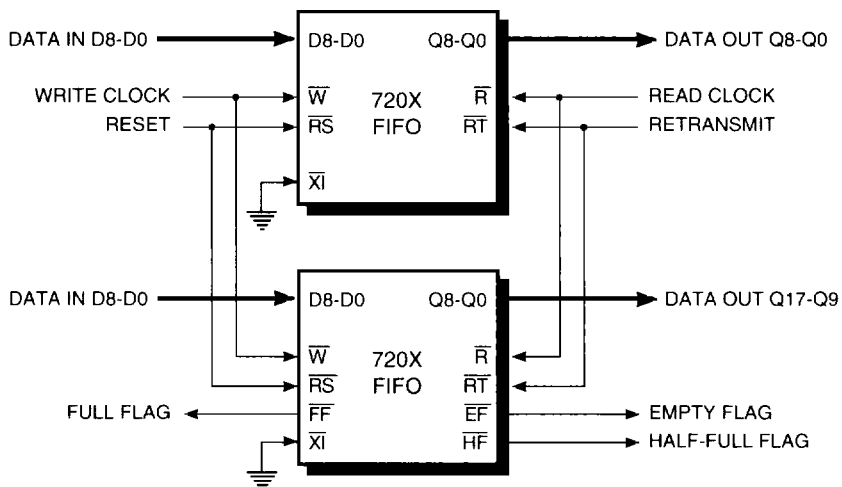 DATA IN D8-D0 D8-D0 Q8-Q0 DATA OUT Q8-Q0
WRITE CLOCK W̅ 720X R̅ READ CLOCK
RESET R̅S̅ FIFO R̅T̅ RETRANSMIT
X̅I̅
DATA IN D8-D0 D8-D0 Q8-Q0 DATA OUT Q17-Q9
W̅ 720X R̅
R̅S̅ FIFO R̅T̅
FULL FLAG F̅F̅ E̅F̅ EMPTY FLAG
X̅I̅ H̅F̅ HALF-FULL FLAG